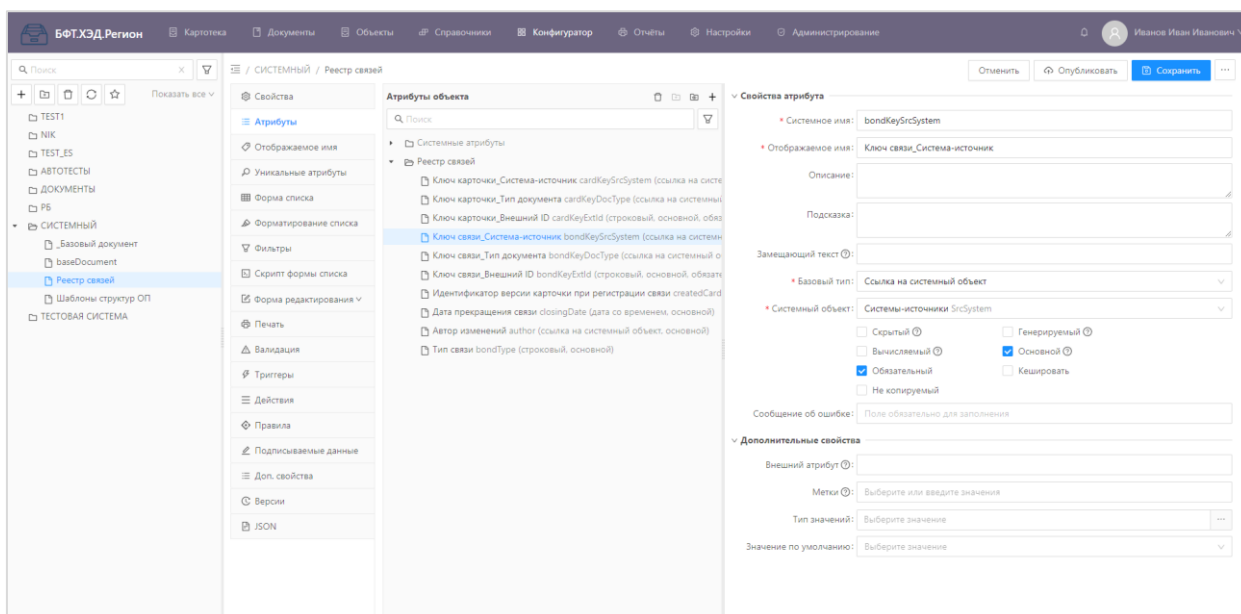 БФТ.ХЭД.Регион Картотека Документы Объекты Справочники Конфигуратор Отчёты Настройки Администрирование Иванов Иван Иванович
Поиск
Показать все
TEST1
NIK
TEST_ES
АВТОТЕСТЫ
ДОКУМЕНТЫ
РБ
СИСТЕМНЫЙ
_Базовый документ
baseDocument
Реестр связей
Шаблоны структур ОП
ТЕСТОВАЯ СИСТЕМА
/ СИСТЕМНЫЙ / Реестр связей
Отменить Опубликовать Сохранить ...
Свойства
Атрибуты
Отображаемое имя
Уникальные атрибуты
Форма списка
Форматирование списка
Фильтры
Скрипт формы списка
Форма редактирования
Печать
Валидация
Триггеры
Действия
Правила
Подписываемые данные
Доп. свойства
Версии
JSON
Атрибуты объекта
Поиск
Системные атрибуты
Реестр связей
Ключ карточки_Система-источник cardKeySrcSystem (ссылка на систе
Ключ карточки_Тип документа cardKeyDocType (ссылка на системны
Ключ карточки_Внешний ID cardKeyExtId (строковый, основной, обяз
Ключ связи_Система-источник bondKeySrcSystem (ссылка на системн
Ключ связи_Тип документа bondKeyDocType (ссылка на системный о
Ключ связи_Внешний ID bondKeyExtId (строковый, основной, обязате
Идентификатор версии карточки при регистрации связи createdCard
Дата прекращения связи closingDate (дата со временем, основной)
Автор изменений author (ссылка на системный объект, основной)
Тип связи bondType (строковый, основной)
Свойства атрибута
* Системное имя: bondKeySrcSystem
* Отображаемое имя: Ключ связи_Система-источник
Описание:
Подсказка:
Замещающий текст ?:
* Базовый тип: Ссылка на системный объект
* Системный объект: Системы-источники SrcSystem
Скрытый ? Генерируемый ?
Вычисляемый ? Основной ?
Обязательный Кешировать
Не копируемый
Сообщение об ошибке: Поле обязательно для заполнения
Дополнительные свойства
Внешний атрибут ?:
Метки ?: Выберите или введите значения
Тип значений: Выберите значение ...
Значение по умолчанию: Выберите значение